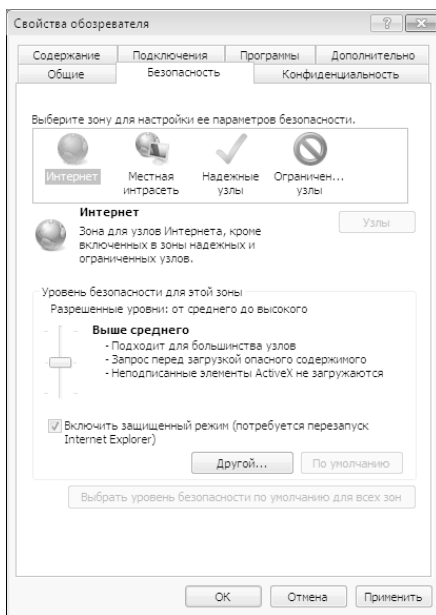 Свойства обозревателя
Содержание Подключения Программы Дополнительно
Общие Безопасность Конфиденциальность
Выберите зону для настройки ее параметров безопасности.
Интернет Местная интрасеть Надежные узлы Ограничен... узлы
Интернет
Узлы
Зона для узлов Интернета, кроме
включенных в зоны надежных и
ограниченных узлов.
Уровень безопасности для этой зоны
Разрешенные уровни: от среднего до высокого
Выше среднего
- Подходит для большинства узлов
- Запрос перед загрузкой опасного содержимого
- Неподписанные элементы ActiveX не загружаются
Включить защищенный режим (потребуется перезапуск
Internet Explorer)
Другой... По умолчанию
Выбрать уровень безопасности по умолчанию для всех зон
OK Отмена Применить